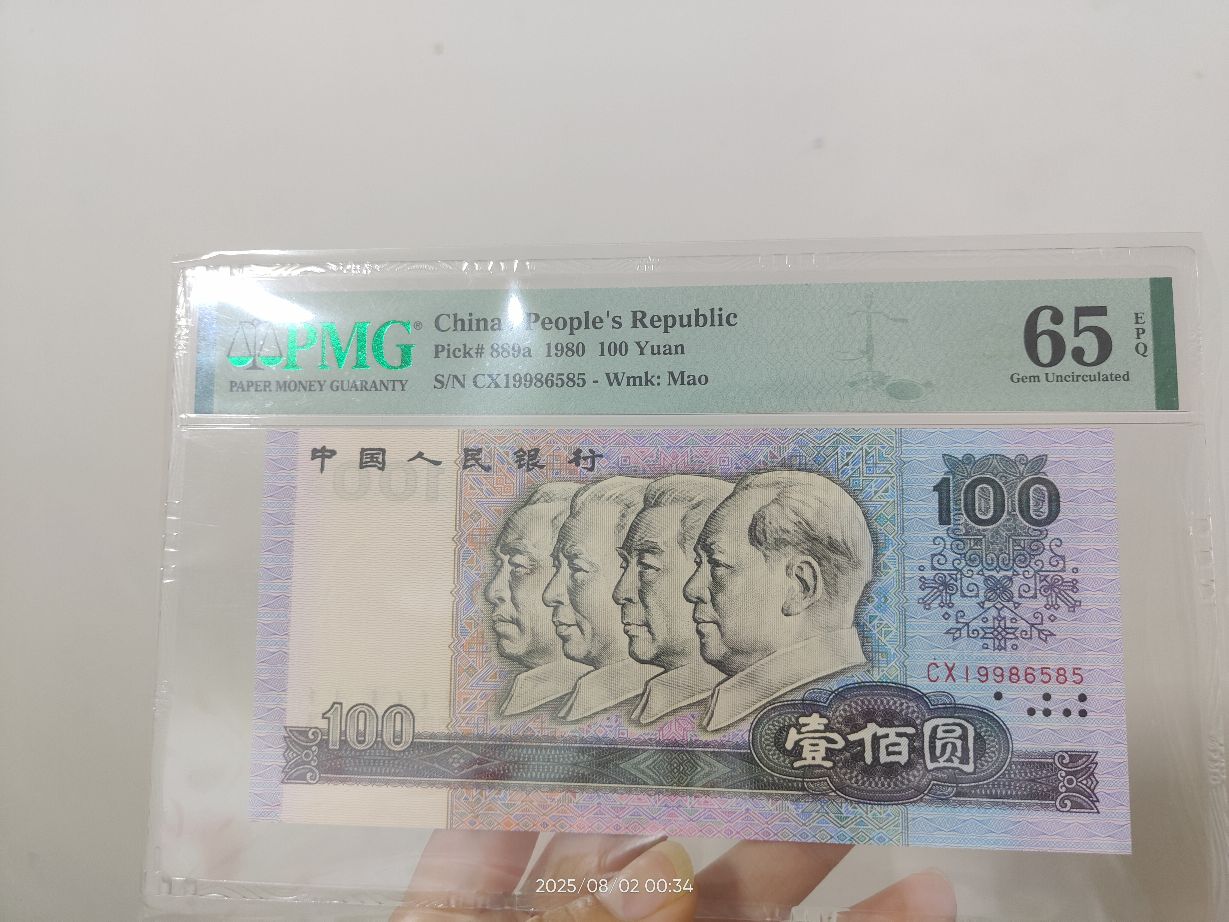 PMG®
PAPER MONEY GUARANTY
China, People's Republic
Pick# 889a 1980 100 Yuan
S/N CX19986585 - Wmk: Mao
65
EPQ
Gem Uncirculated
中国人民银行
100
CX19986585
100
壹佰圆
2025/08/02 00:34